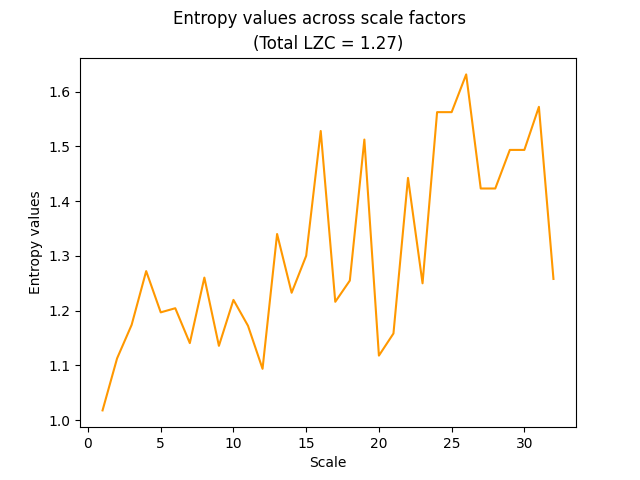 Entropy values across scale factors
(Total LZC = 1.27)
1.6
1.5
1.4
1.3
1.2
1.1
1.0
Entropy values
0 5 10 15 20 25 30
Scale